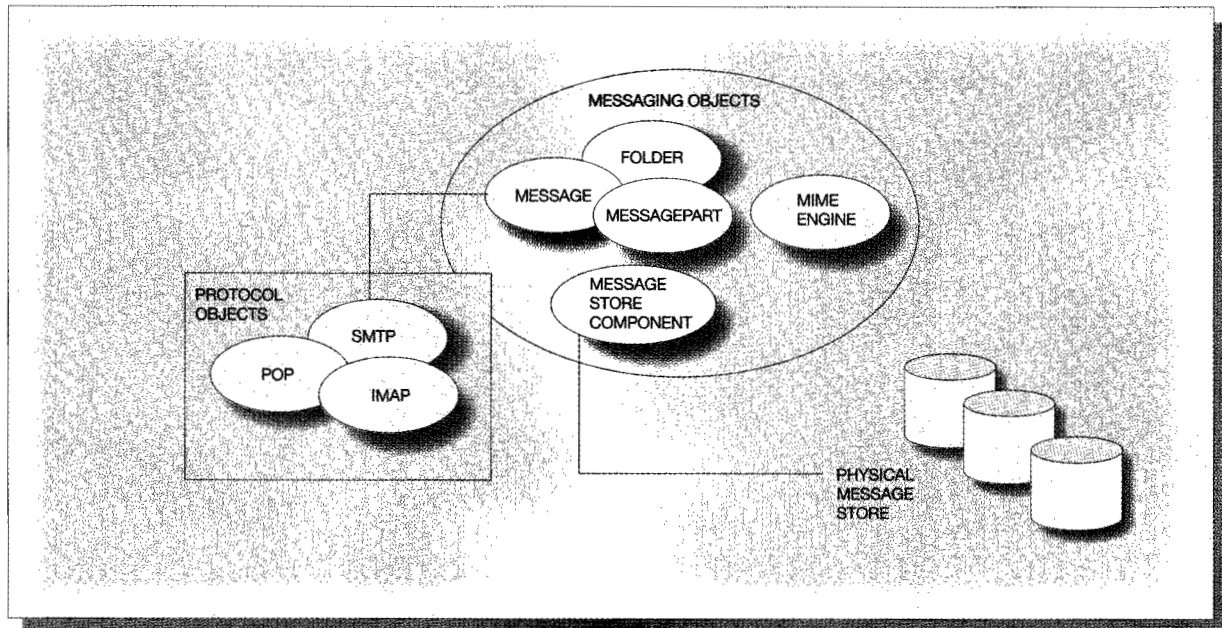 MESSAGING OBJECTS
FOLDER
MESSAGE
MESSAGEPART
MIME
ENGINE
MESSAGE
STORE
COMPONENT
PROTOCOL
OBJECTS
SMTP
POP
IMAP
PHYSICAL
MESSAGE
STORE